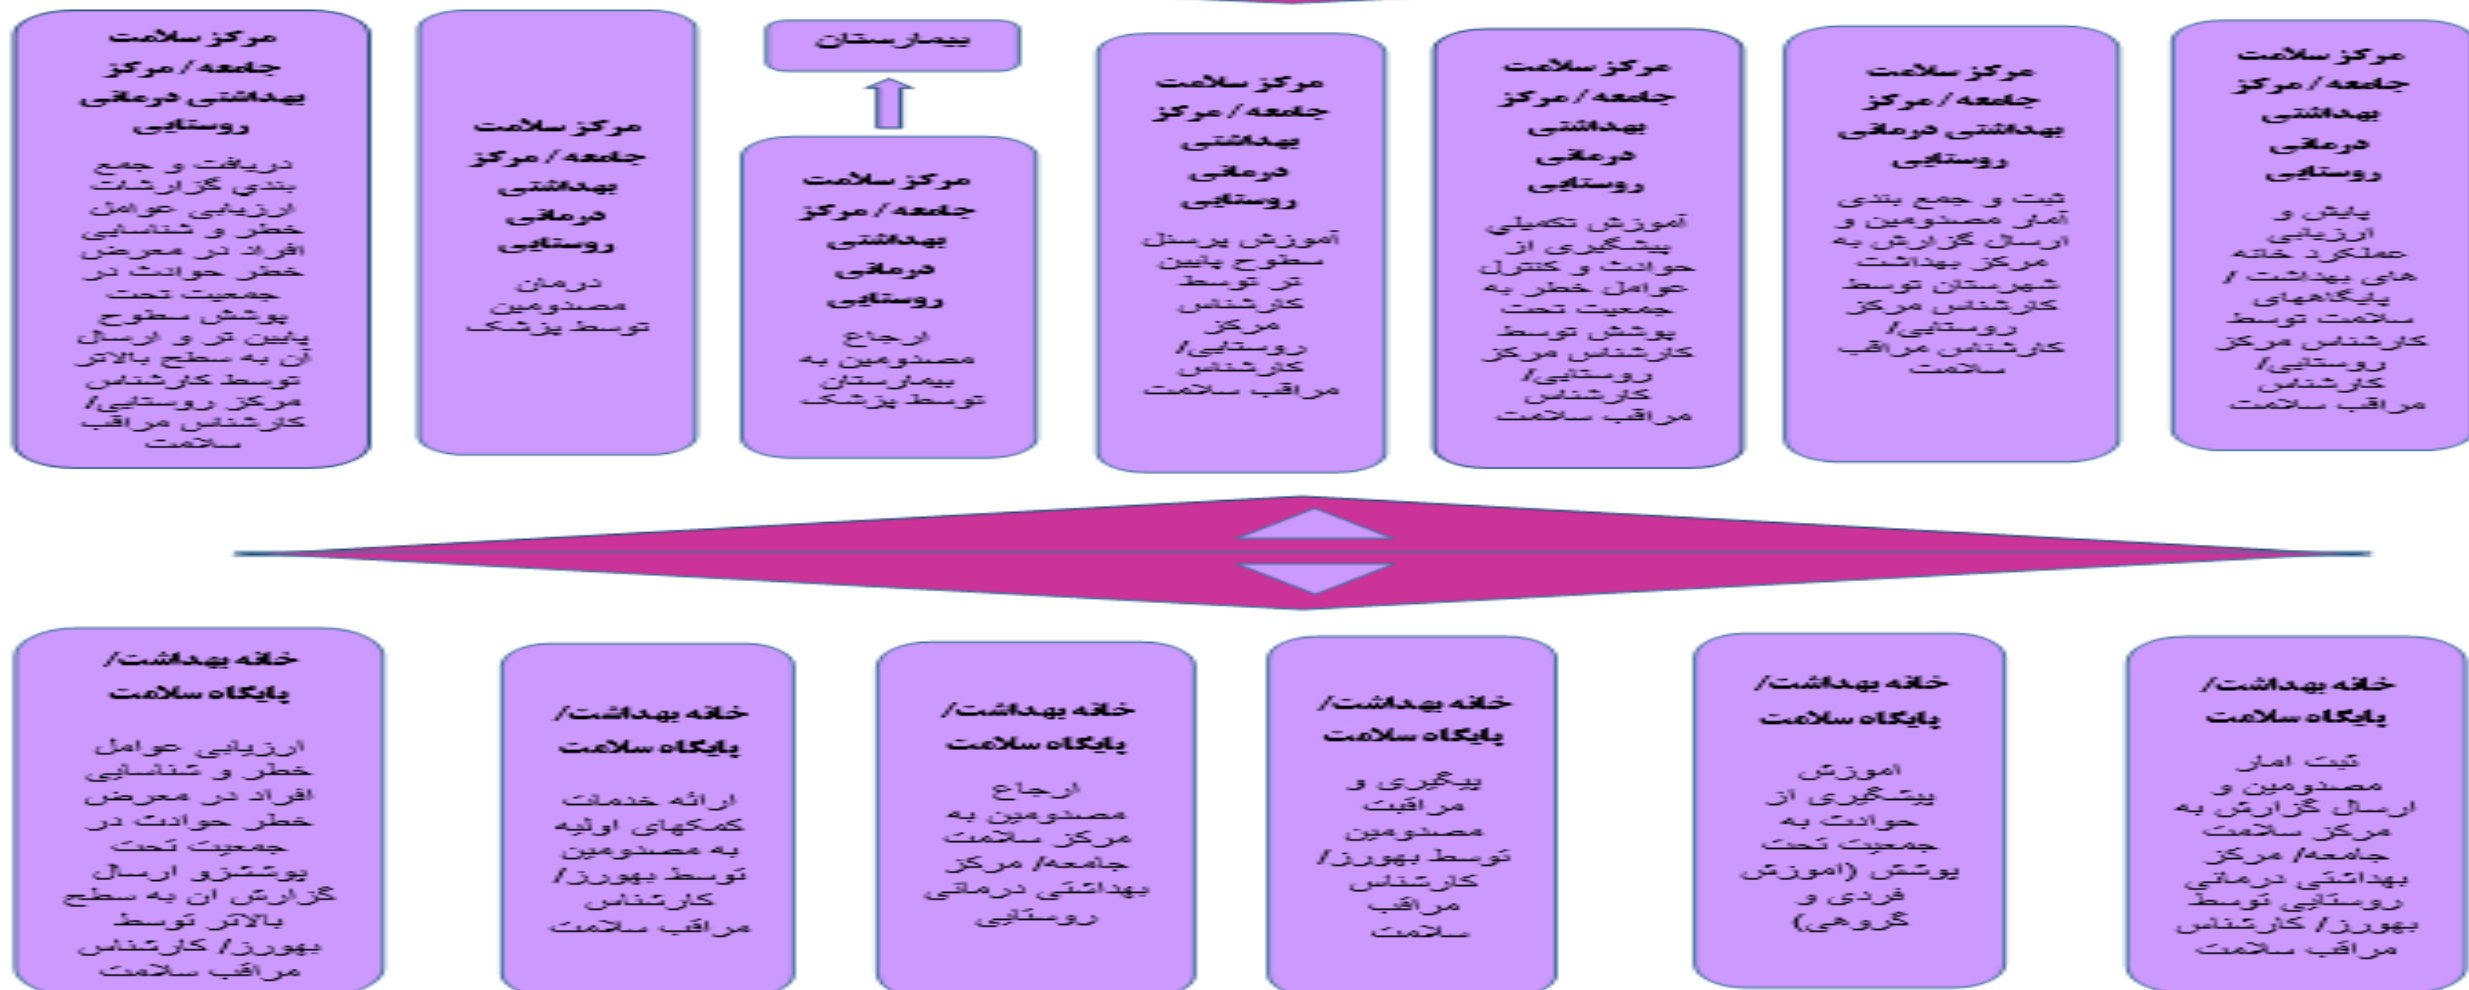 مرکز سلامت
جامعه / مرکز
بهداشتی
درمانی
روستایی
پایش و
ارزیابی
عملکرد خانه
های بهداشت /
پایگاههای
سلامت توسط
کارشناس مرکز
روستایی/
کارشناس
مراقب سلامت
مرکز سلامت
جامعه / مرکز
بهداشتی درمانی
روستایی
ثبت و جمع بندی
آمار مصدومین و
ارسال گزارش به
مرکز بهداشت
شهرستان توسط
کارشناس مرکز
روستایی/
کارشناس مراقب
سلامت
مرکز سلامت
جامعه / مرکز
بهداشتی
درمانی
روستایی
آموزش تکمیلی
پیشگیری از
حوادث و کنترل
عوامل خطر به
جمعیت تحت
پوشش توسط
کارشناس مرکز
روستایی/
کارشناس
مراقب سلامت
مرکز سلامت
جامعه / مرکز
بهداشتی
درمانی
روستایی
آموزش پرسنل
سطوح پایین
تر توسط
کارشناس
مرکز
روستایی/
کارشناس
مراقب سلامت
بیمارستان
مرکز سلامت
جامعه / مرکز
بهداشتی
درمانی
روستایی
ارجاع
مصدومین به
بیمارستان
توسط پزشک
مرکز سلامت
جامعه / مرکز
بهداشتی
درمانی
روستایی
درمان
مصدومین
توسط پزشک
مرکز سلامت
جامعه / مرکز
بهداشتی درمانی
روستایی
دریافت و جمع
بندي گزارشات
ارزیابی عوامل
خطر و شناسایی
افراد در معرض
خطر حوادث در
جمعیت تحت
پوشش سطوح
پایین تر و ارسال
آن به سطح بالاتر
توسط کارشناس
مرکز روستایی/
کارشناس مراقب
سلامت
خانه بهداشت/
پایگاه سلامت
ثبت امار
مصدومین و
ارسال گزارش به
مرکز سلامت
جامعه/ مرکز
بهداشتی درمانی
روستایی توسط
بهورز/ کارشناس
مراقب سلامت
خانه بهداشت/
پایگاه سلامت
اموزش
پیشگیری از
حوادث به
جمعیت تحت
پوشش (اموزش
فردی و
گروهی)
خانه بهداشت/
پایگاه سلامت
پیگیری و
مراقبت
مصدومین
توسط بهورز/
کارشناس
مراقب
سلامت
خانه بهداشت/
پایگاه سلامت
ارجاع
مصدومین به
مرکز سلامت
جامعه/ مرکز
بهداشتی درمانی
روستایی
خانه بهداشت/
پایگاه سلامت
ارائه خدمات
کمکهای اولیه
به مصدومین
توسط بهورز/
کارشناس
مراقب سلامت
خانه بهداشت/
پایگاه سلامت
ارزیابی عوامل
خطر و شناسایی
افراد در معرض
خطر حوادث در
جمعیت تحت
پوششزو ارسال
گزارش ان به سطح
بالاتر توسط
بهورز/ کارشناس
مراقب سلامت